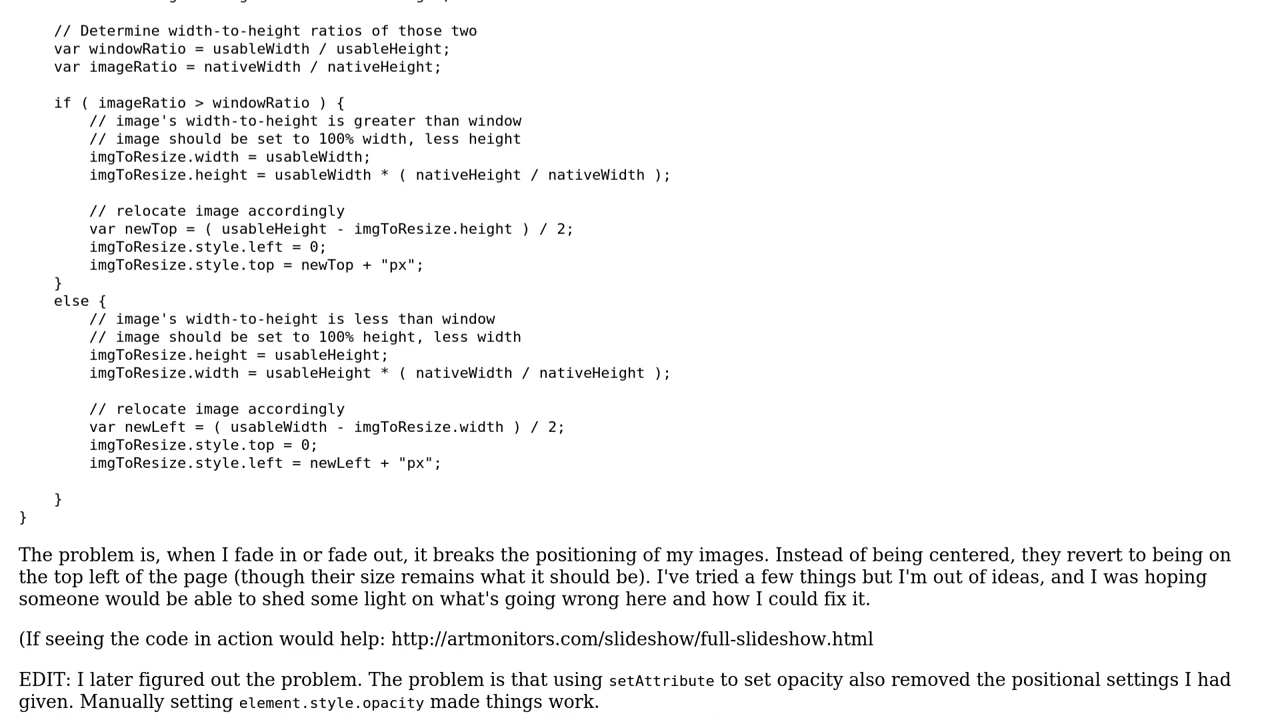 // Determine width-to-height ratios of those two
var windowRatio = usableWidth / usableHeight;
var imageRatio = nativeWidth / nativeHeight;
if ( imageRatio > windowRatio ) {
// image's width-to-height is greater than window
// image should be set to 100% width, less height
imgToResize.width = usableWidth;
imgToResize.height = usableWidth * ( nativeHeight / nativeWidth );
// relocate image accordingly
var newTop = ( usableHeight - imgToResize.height ) / 2;
imgToResize.style.left = 0;
imgToResize.style.top = newTop + "px";
}
else {
// image's width-to-height is less than window
// image should be set to 100% height, less width
imgToResize.height = usableHeight;
imgToResize.width = usableHeight * ( nativeWidth / nativeHeight );
// relocate image accordingly
var newLeft = ( usableWidth - imgToResize.width ) / 2;
imgToResize.style.top = 0;
imgToResize.style.left = newLeft + "px";
}
}
The problem is, when I fade in or fade out, it breaks the positioning of my images. Instead of being centered, they revert to being on
the top left of the page (though their size remains what it should be). I've tried a few things but I'm out of ideas, and I was hoping
someone would be able to shed some light on what's going wrong here and how I could fix it.
(If seeing the code in action would help: http://artmonitors.com/slideshow/full-slideshow.html
EDIT: I later figured out the problem. The problem is that using setAttribute to set opacity also removed the positional settings I had
given. Manually setting element.style.opacity made things work.